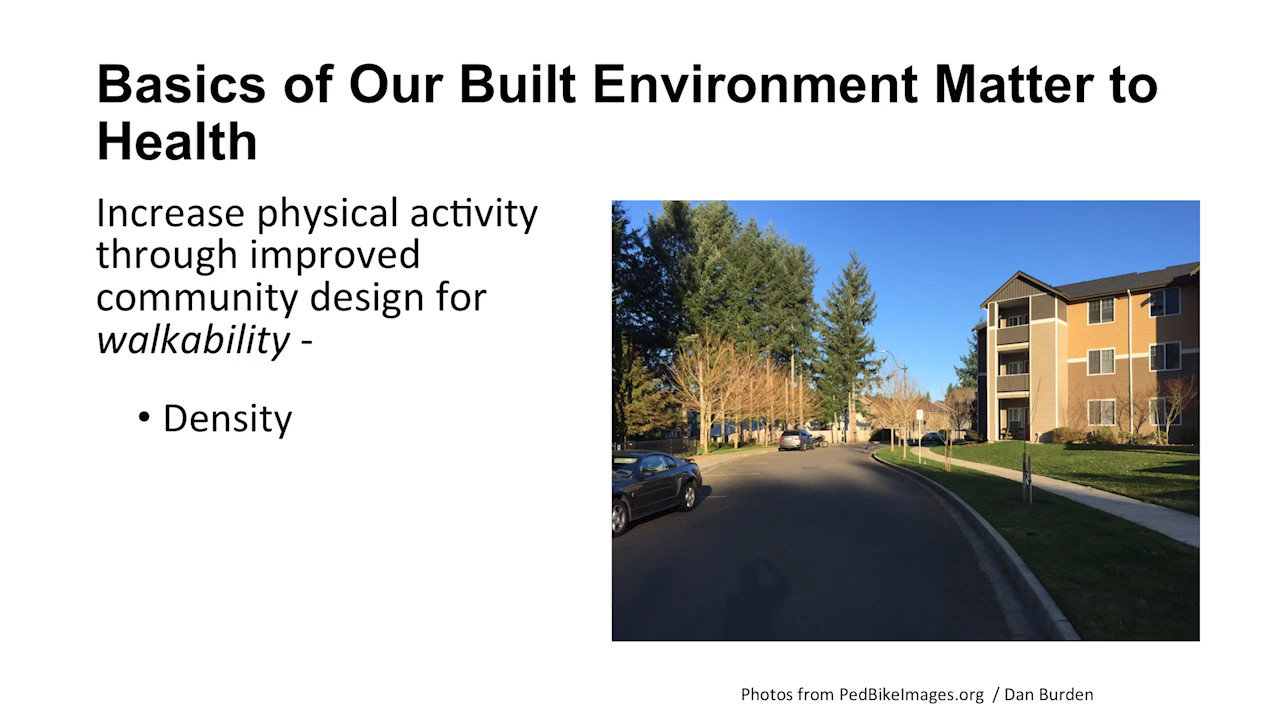 Basics of Our Built Environment Matter to
Health
Increase physical activity
through improved
community design for
walkability -
• Density
Photos from PedBikeImages.org / Dan Burden